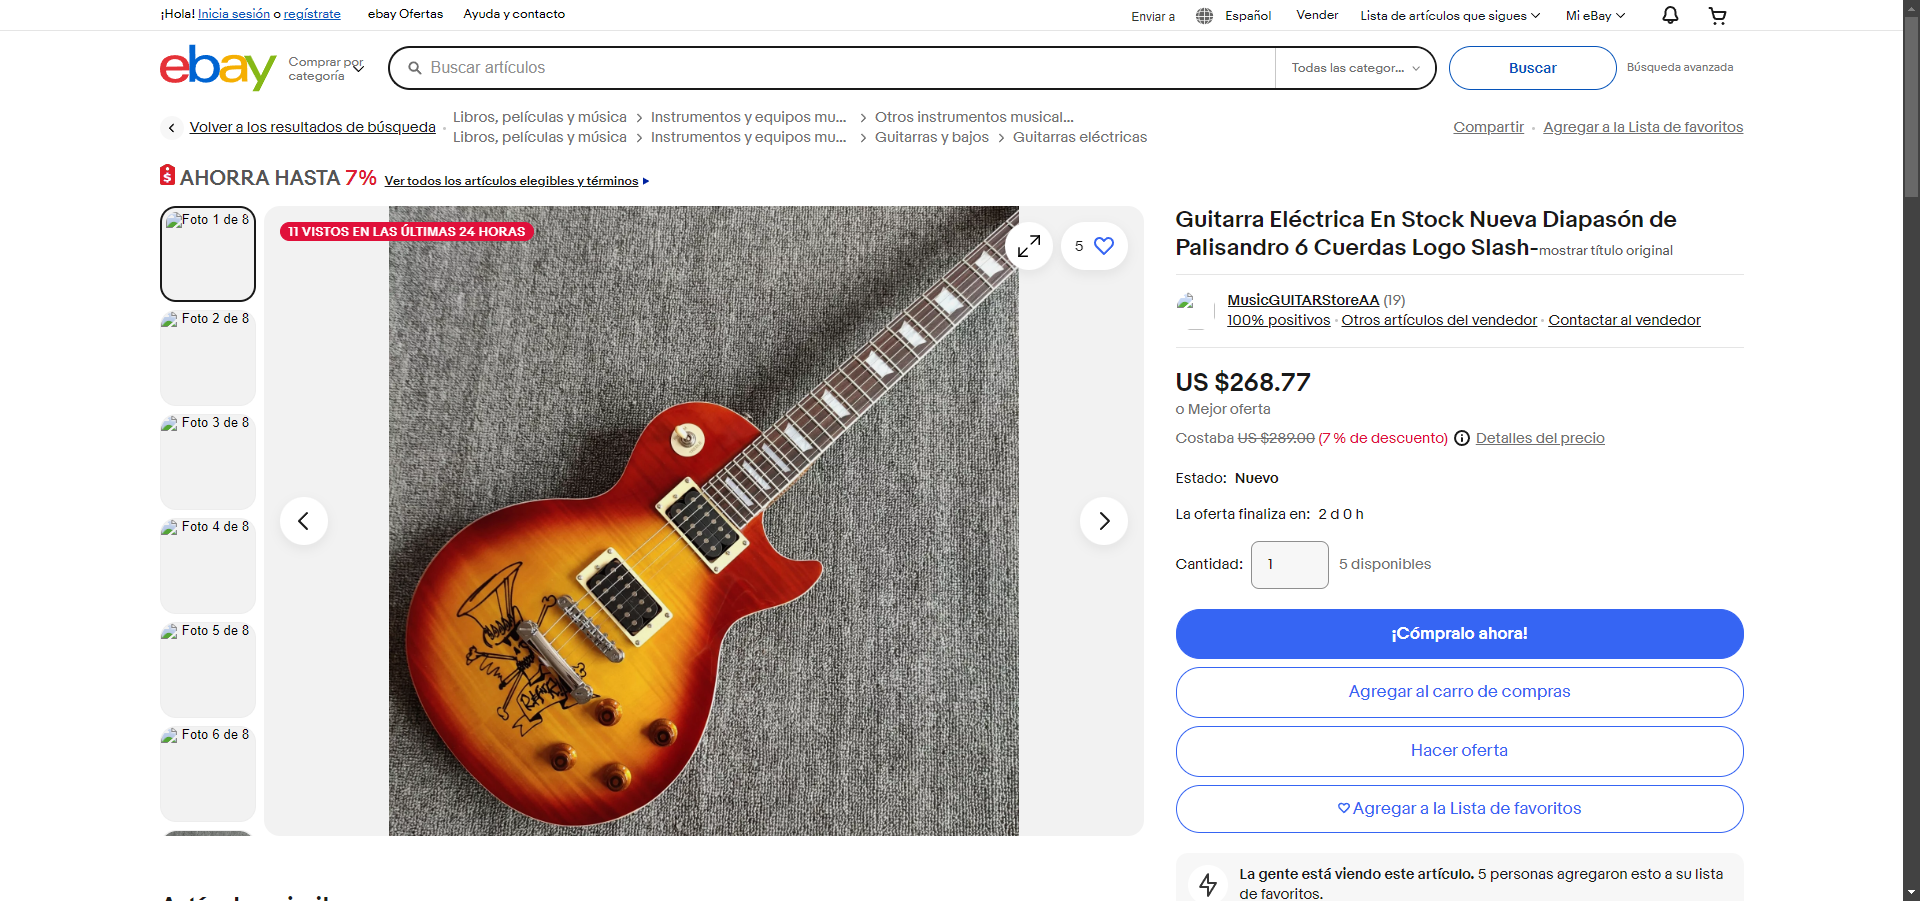 ¡Hola! Inicia sesión o regístrate
ebay Ofertas
Ayuda y contacto
Enviar a
Español
Vender
Lista de artículos que sigues
Mi eBay
ebay
Comprar por
categoría
Buscar artículos
Todas las categor...
Buscar
Búsqueda avanzada
Volver a los resultados de búsqueda
Libros, películas y música
Instrumentos y equipos mu...
Otros instrumentos musical...
Libros, películas y música
Instrumentos y equipos mu...
Guitarras y bajos
Guitarras eléctricas
Compartir
Agregar a la Lista de favoritos
AHORRA HASTA 7%
Ver todos los artículos elegibles y términos
Foto 1 de 8
Foto 2 de 8
Foto 3 de 8
Foto 4 de 8
Foto 5 de 8
Foto 6 de 8
11 VISTOS EN LAS ÚLTIMAS 24 HORAS
5
Guitarra Eléctrica En Stock Nueva Diapasón de
Palisandro 6 Cuerdas Logo Slash-mostrar título original
MusicGUITARStoreAA (19)
100% positivos · Otros artículos del vendedor · Contactar al vendedor
US $268.77
o Mejor oferta
Costaba US $289.00 (7 % de descuento) Detalles del precio
Estado: Nuevo
La oferta finaliza en: 2 d 0 h
Cantidad: 1 5 disponibles
¡Cómpralo ahora!
Agregar al carro de compras
Hacer oferta
Agregar a la Lista de favoritos
La gente está viendo este artículo. 5 personas agregaron esto a su lista
de favoritos.